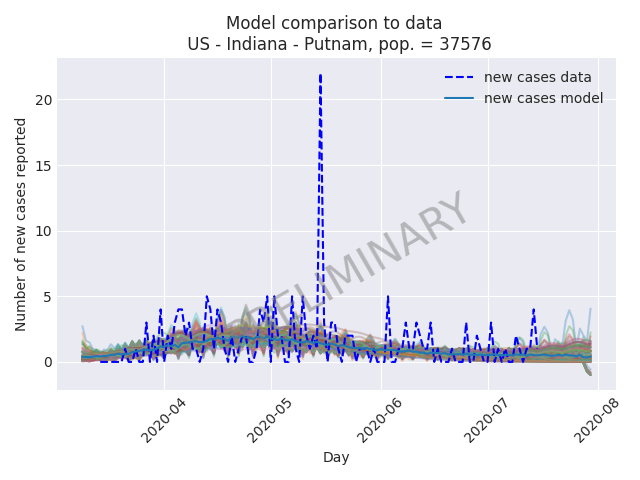 Model comparison to data
US - Indiana - Putnam, pop. = 37576
new cases data
new cases model
PRELIMINARY
Number of new cases reported
20
15
10
5
0
2020-04
2020-05
2020-06
2020-07
2020-08
Day